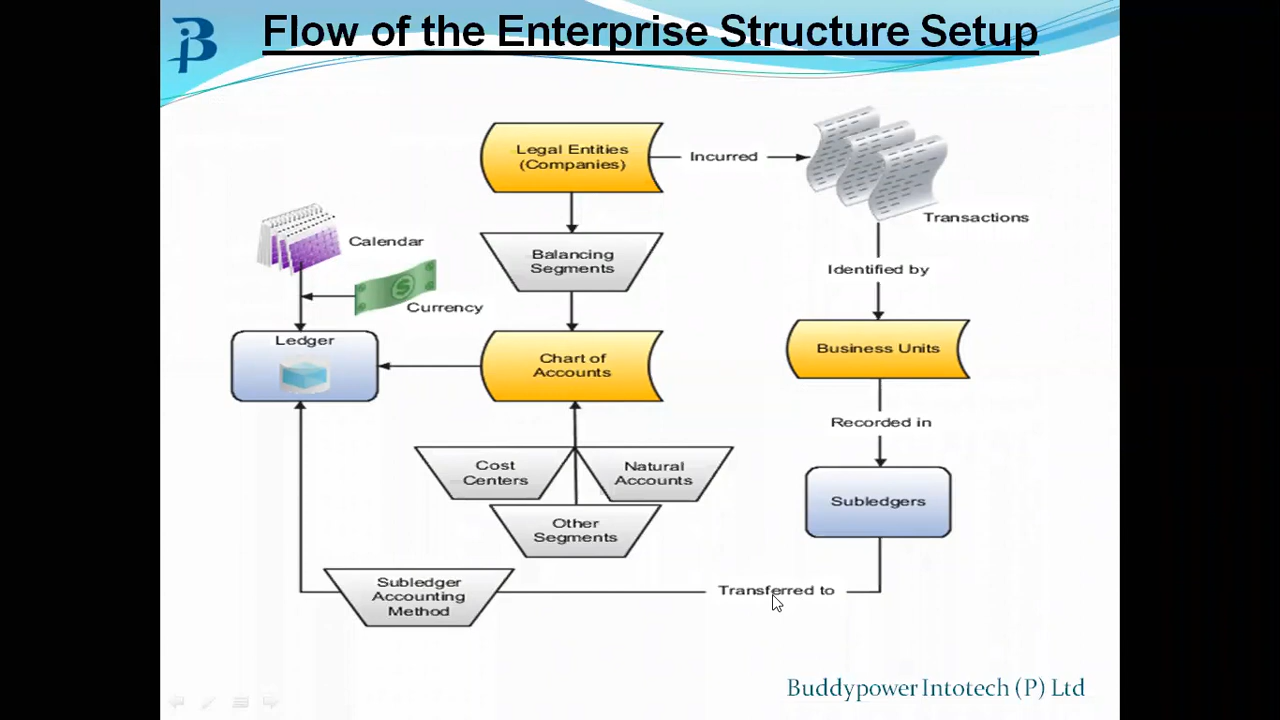 Flow of the Enterprise Structure Setup
Legal Entities
(Companies)
Incurred
Transactions
Calendar
Currency
Balancing
Segments
Identified by
Ledger
Chart of
Accounts
Business Units
Recorded in
Cost
Centers
Natural
Accounts
Other
Segments
Subledgers
Subledger
Accounting
Method
Transferred to
Buddypower Intotech (P) Ltd